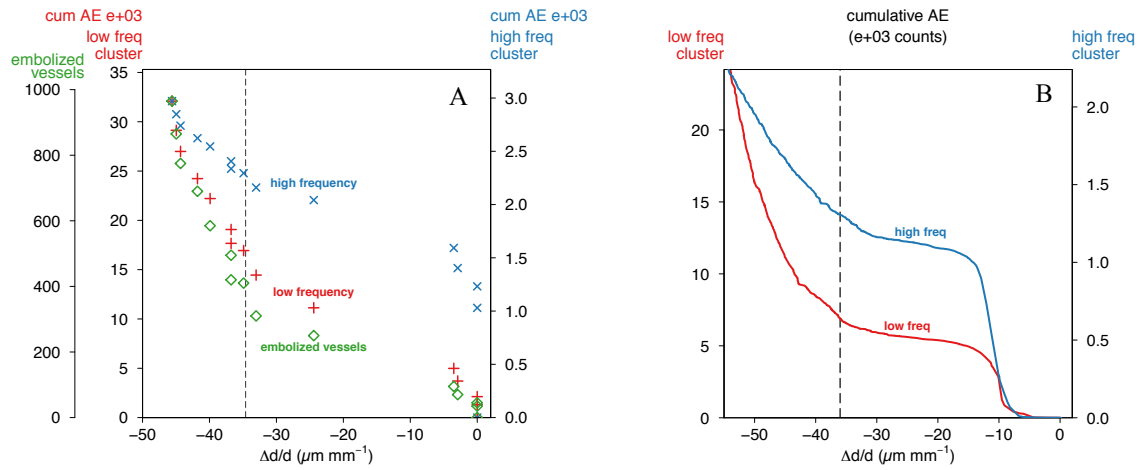 cum AE e+03
low freq
cluster
embolized
vessels
cum AE e+03
high freq
cluster
A
35
30
25
20
15
10
5
0
1000
800
600
400
200
0
3.0
2.5
2.0
1.5
1.0
0.5
0.0
high frequency
low frequency
embolized vessels
−50
−40
−30
−20
−10
0
Δd/d (μm mm⁻¹)
cumulative AE
(e+03 counts)
low freq
cluster
high freq
cluster
B
20
15
10
5
0
2.0
1.5
1.0
0.5
0.0
high freq
low freq
−50
−40
−30
−20
−10
0
Δd/d (μm mm⁻¹)